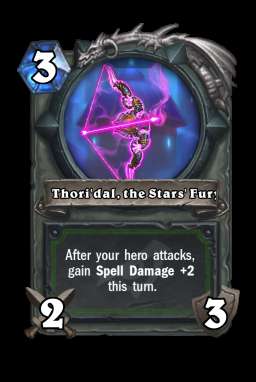 3
Thori'dal, the Stars' Fury
After your hero attacks,
gain Spell Damage +2
this turn.
2
3